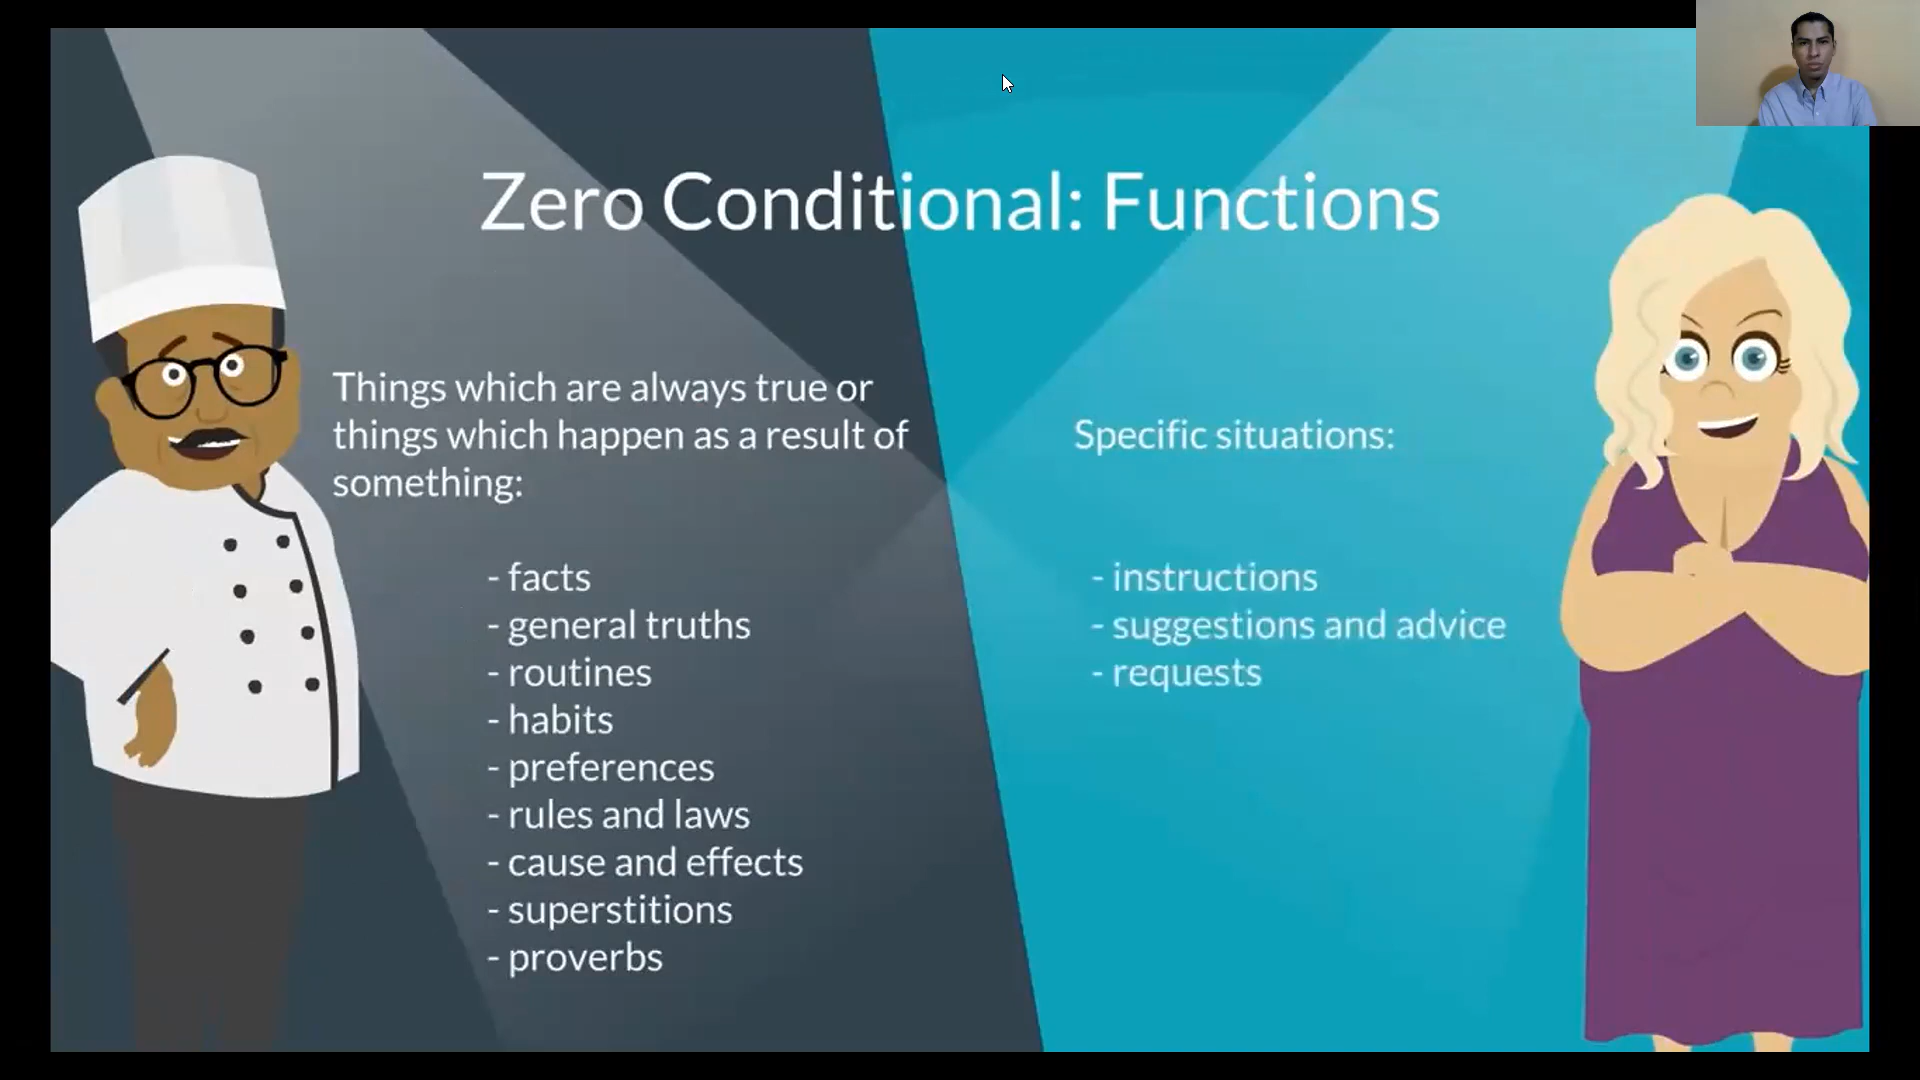 Zero Conditional: Functions
Things which are always true or
things which happen as a result of
something:
- facts
- general truths
- routines
- habits
- preferences
- rules and laws
- cause and effects
- superstitions
- proverbs
Specific situations:
- instructions
- suggestions and advice
- requests